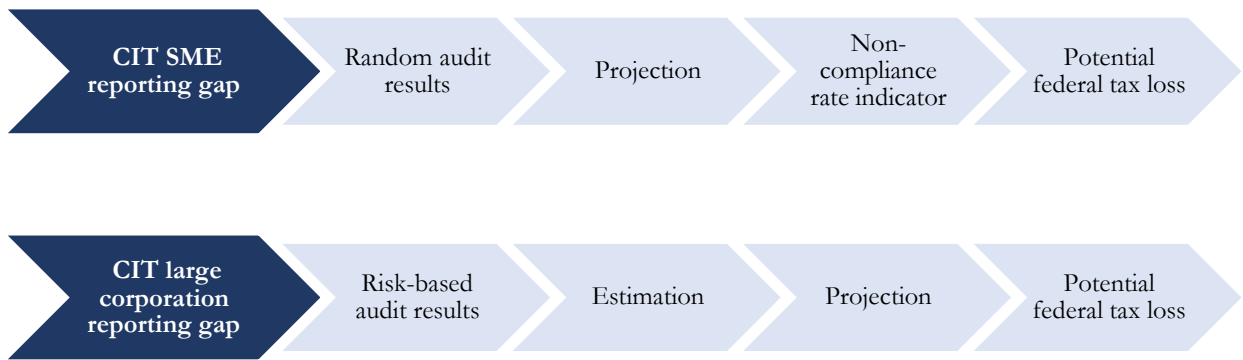 CIT SME
reporting gap
Random audit
results
Projection
Non-
compliance
rate indicator
Potential
federal tax loss
CIT large
corporation
reporting gap
Risk-based
audit results
Estimation
Projection
Potential
federal tax loss